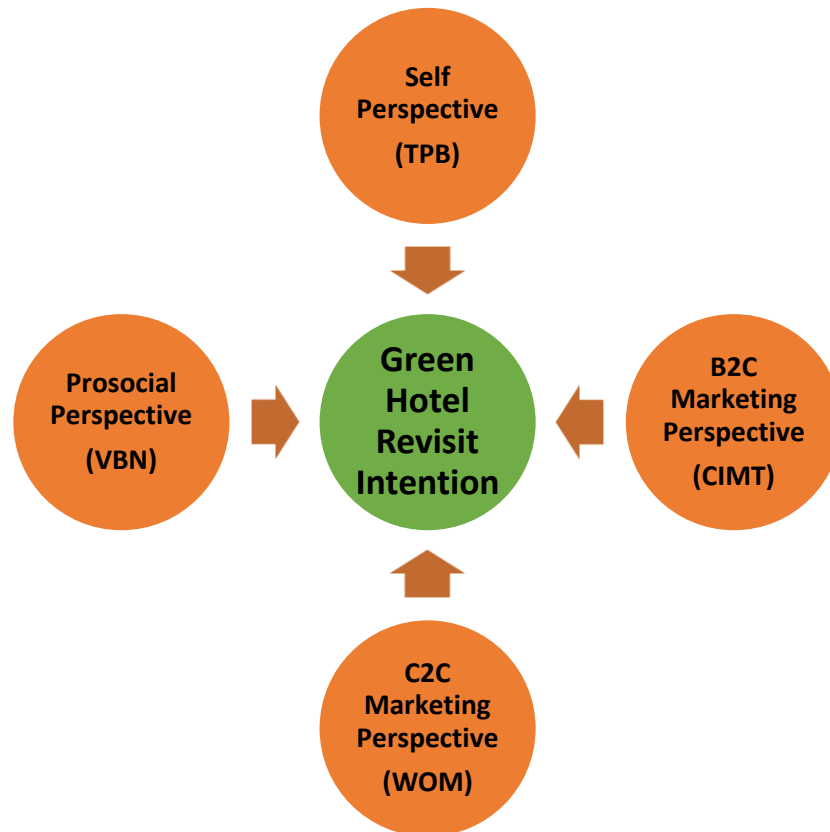 Self
Perspective
(TPB)
Prosocial
Perspective
(VBN)
Green
Hotel
Revisit
Intention
B2C
Marketing
Perspective
(CIMT)
C2C
Marketing
Perspective
(WOM)